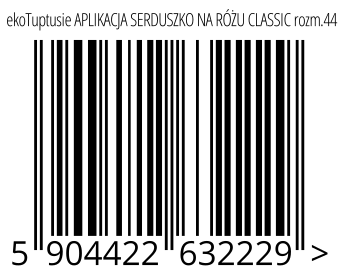 ekoTuptusie APLIKACJA SERDUSZKO NA RÓŻU CLASSIC rozm.44
5 904422 632229 >